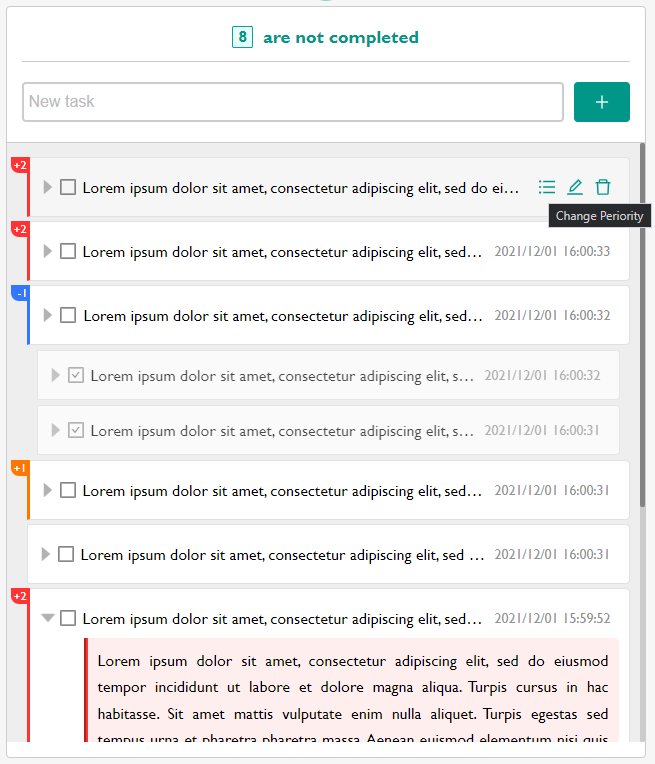 8 are not completed
New task
+2
Lorem ipsum dolor sit amet, consectetur adipiscing elit, sed do ei...
Change Periority
+2
Lorem ipsum dolor sit amet, consectetur adipiscing elit, sed... 2021/12/01 16:00:33
-1
Lorem ipsum dolor sit amet, consectetur adipiscing elit, sed... 2021/12/01 16:00:32
Lorem ipsum dolor sit amet, consectetur adipiscing elit, s... 2021/12/01 16:00:32
Lorem ipsum dolor sit amet, consectetur adipiscing elit, s... 2021/12/01 16:00:31
+1
Lorem ipsum dolor sit amet, consectetur adipiscing elit, sed... 2021/12/01 16:00:31
Lorem ipsum dolor sit amet, consectetur adipiscing elit, sed ... 2021/12/01 16:00:31
+2
Lorem ipsum dolor sit amet, consectetur adipiscing elit, sed... 2021/12/01 15:59:52
Lorem ipsum dolor sit amet, consectetur adipiscing elit, sed do eiusmod
tempor incididunt ut labore et dolore magna aliqua. Turpis cursus in hac
habitasse. Sit amet mattis vulputate enim nulla aliquet. Turpis egestas sed
tempus urna et pharetra pharetra massa. Aenean euismod elementum nisi quis